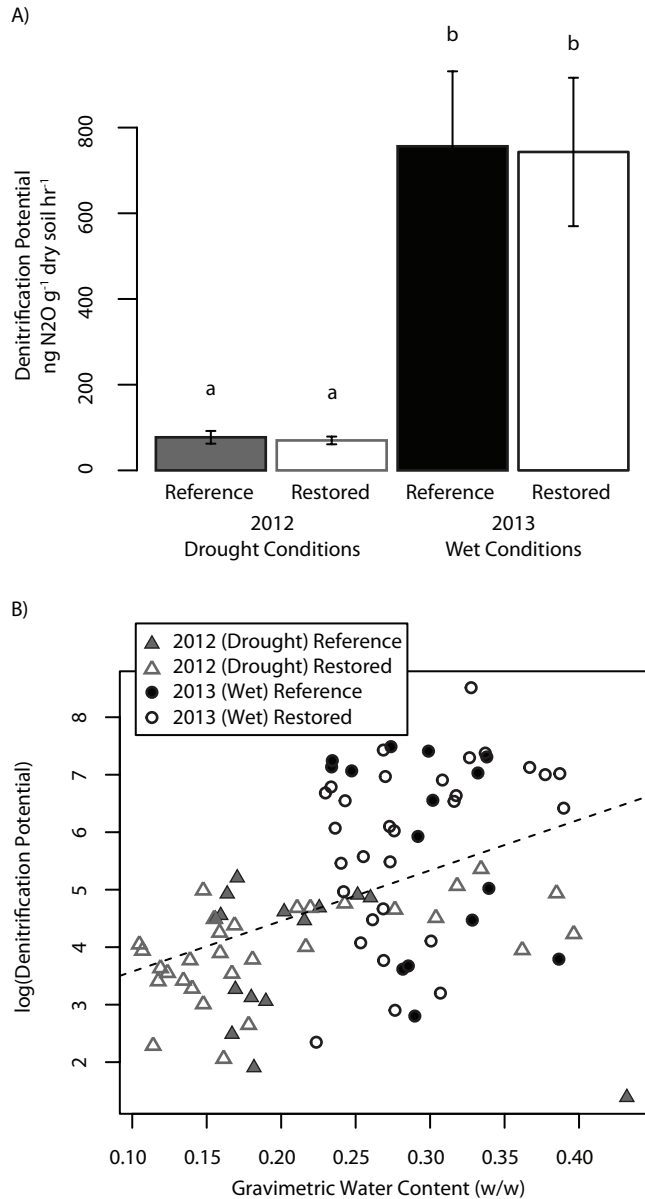 A)
b
b
Denitrification Potential
ng N2O g⁻¹ dry soil hr⁻¹
800
600
400
200
0
a
a
Reference
Restored
Reference
Restored
2012
2013
Drought Conditions
Wet Conditions
B)
2012 (Drought) Reference
2012 (Drought) Restored
2013 (Wet) Reference
2013 (Wet) Restored
log(Denitrification Potential)
8
7
6
5
4
3
2
0.10
0.15
0.20
0.25
0.30
0.35
0.40
Gravimetric Water Content (w/w)